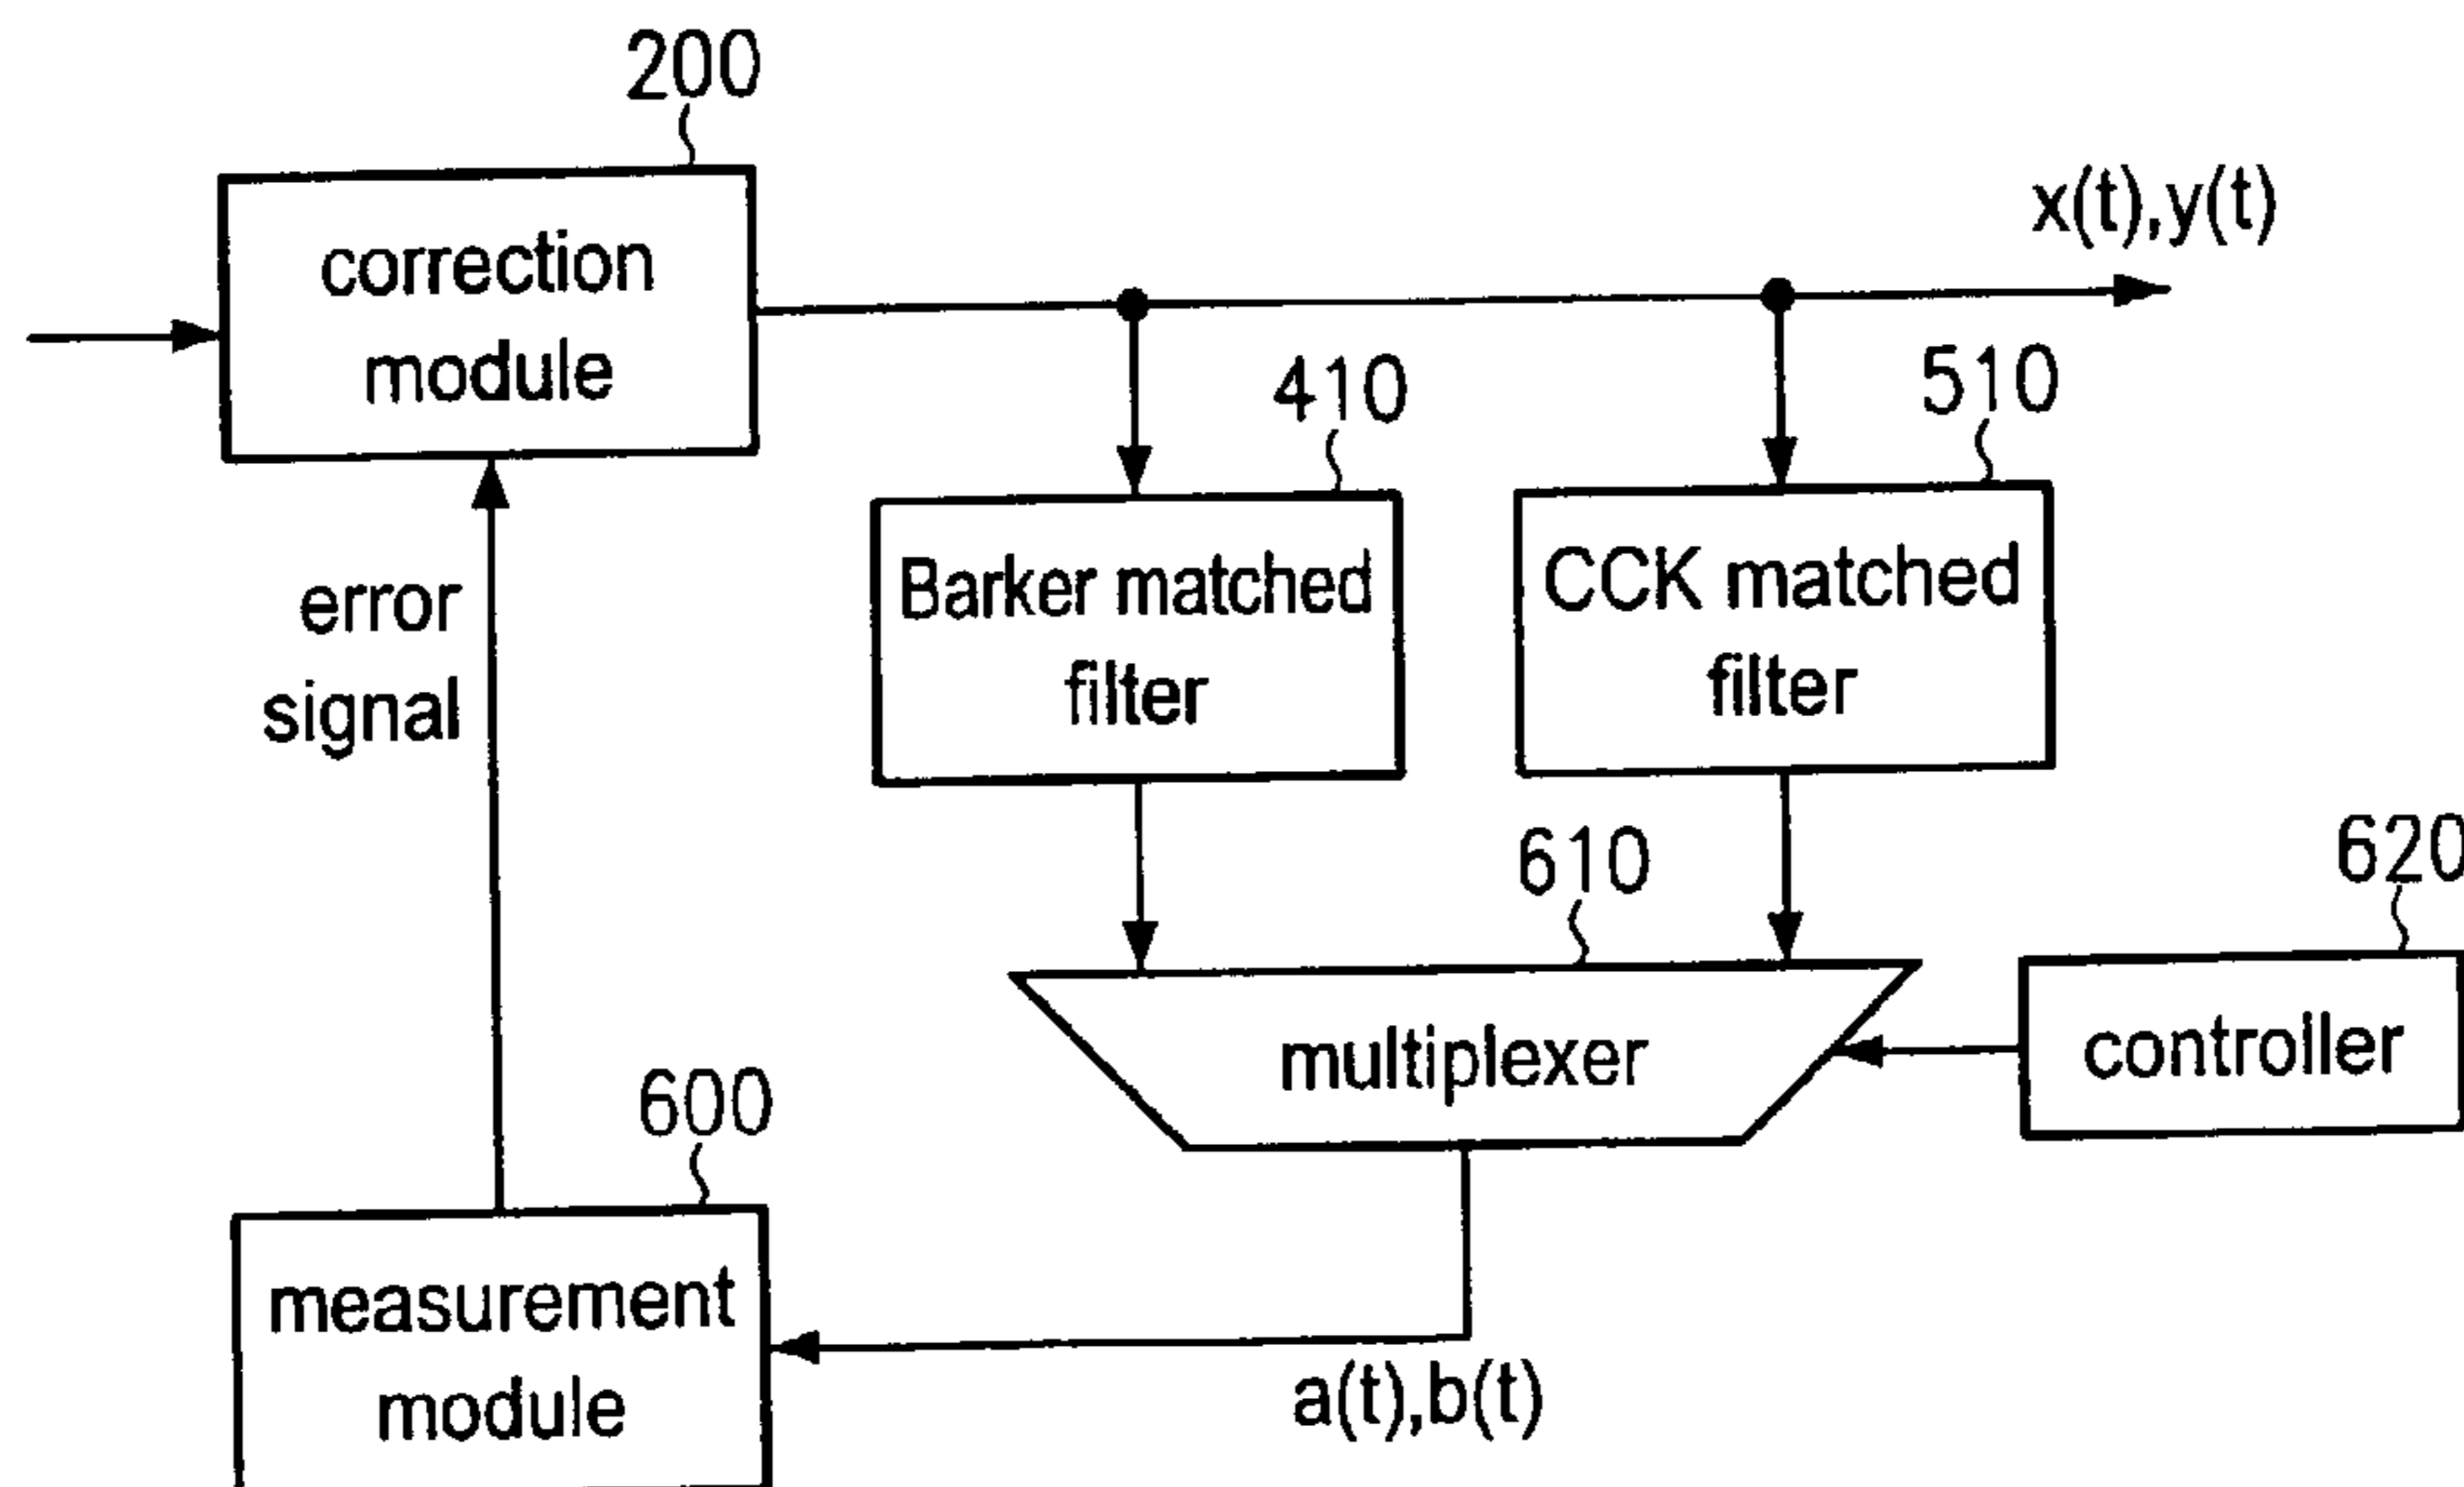 200
correction
module
x(t),y(t)
410
510
error
signal
Barker matched
filter
CCK matched
filter
610
620
multiplexer
controller
600
measurement
module
a(t),b(t)